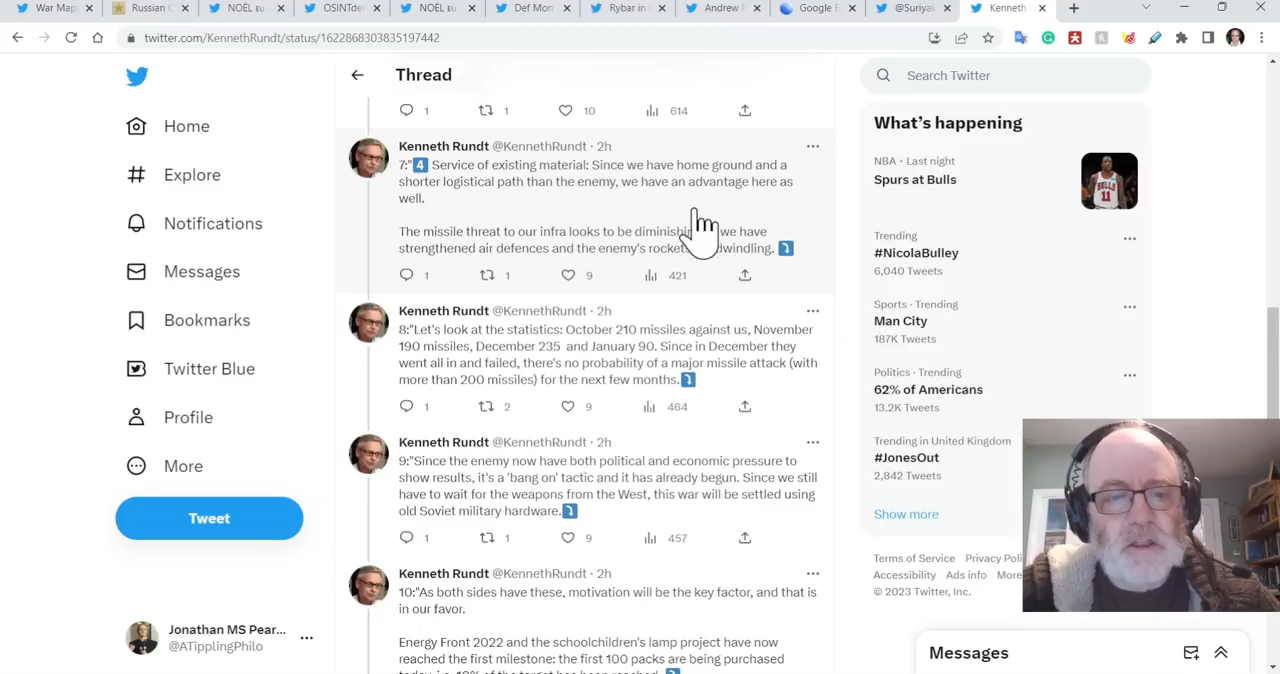 War Map
Russian C
NOËL EU
OSINTde
NOËL EU
Def Mon
Rybar in
Andrew P
Google E
@Suriyak
Kenneth
twitter.com/KennethRundt/status/1622868303835197442
Thread
Search Twitter
Home
Explore
Notifications
Messages
Bookmarks
Twitter Blue
Profile
More
Tweet
Jonathan MS Pear...
@ATipplingPhilo
1 1 10 614
Kenneth Rundt @KennethRundt · 2h
7:"4 Service of existing material: Since we have home ground and a
shorter logistical path than the enemy, we have an advantage here as
well.
The missile threat to our infra looks to be we have
strengthened air defences and the enemy's dwindling.
1 1 9 421
Kenneth Rundt @KennethRundt · 2h
8:"Let's look at the statistics: October 210 missiles against us, November
190 missiles, December 235 and January 90. Since in December they
went all in and failed, there's no probability of a major missile attack (with
more than 200 missiles) for the next few months.
1 2 9 464
Kenneth Rundt @KennethRundt · 2h
9:"Since the enemy now have both political and economic pressure to
show results, it's a 'bang on' tactic and it has already begun. Since we still
have to wait for the weapons from the West, this war will be settled using
old Soviet military hardware.
1 1 9 457
Kenneth Rundt @KennethRundt · 2h
10:"As both sides have these, motivation will be the key factor, and that is
in our favor.
Energy Front 2022 and the schoolchildren's lamp project have now
reached the first milestone: the first 100 packs are being purchased
What's happening
NBA · Last night
Spurs at Bulls
BULLS
11
Trending
#NicolaBulley
6,040 Tweets
Sports · Trending
Man City
187K Tweets
Politics · Trending
62% of Americans
13.2K Tweets
Trending in United Kingdom
#JonesOut
2,842 Tweets
Show more
Terms of Service Privacy Poli
Accessibility Ads info More
© 2023 Twitter, Inc.
Messages